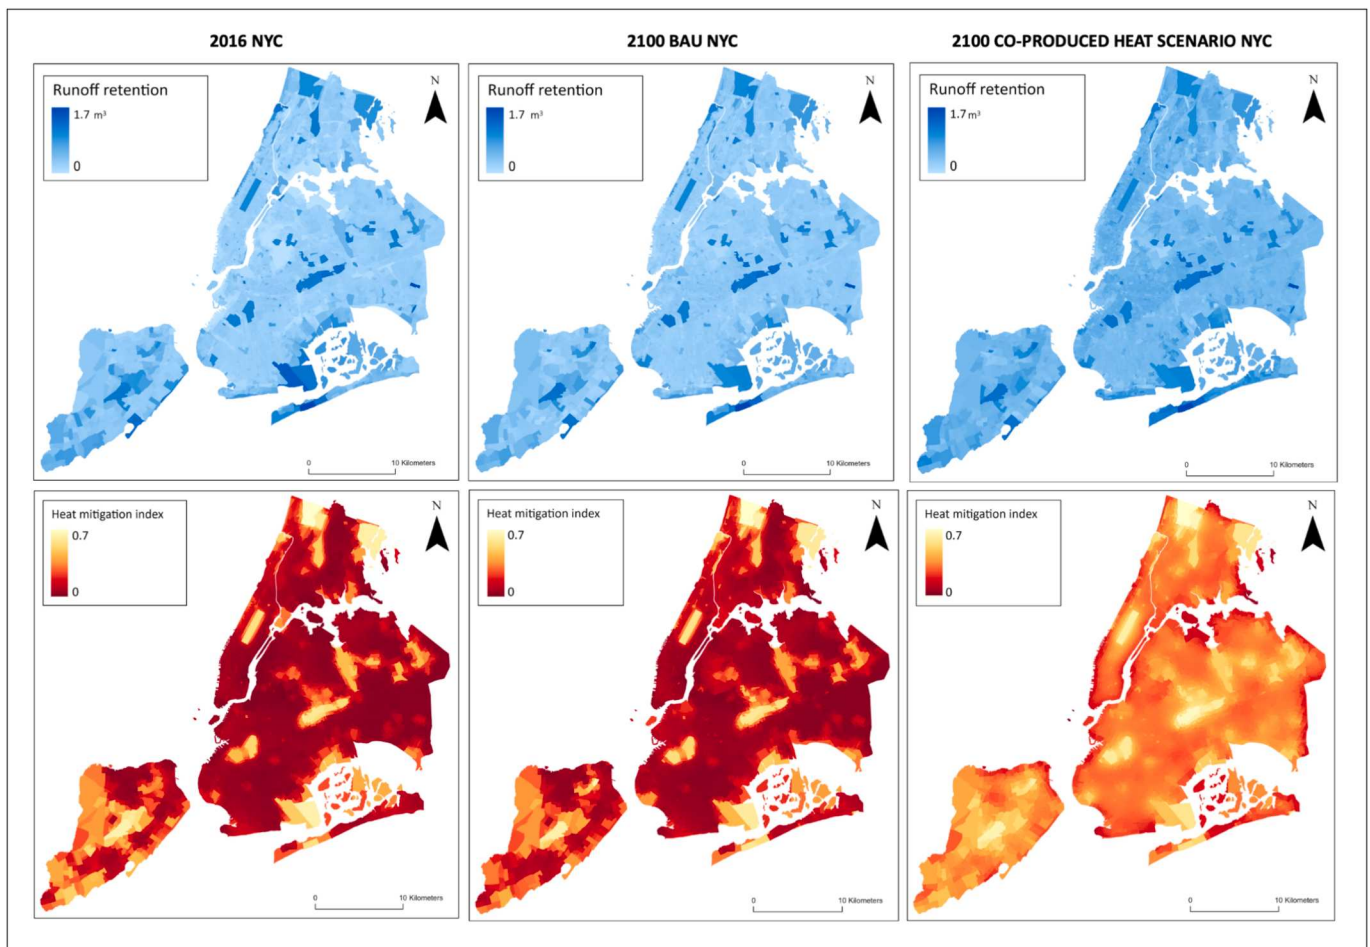 2016 NYC
2100 BAU NYC
2100 CO-PRODUCED HEAT SCENARIO NYC
Runoff retention
1.7 m³
0
N
0 10 Kilometers
Runoff retention
1.7 m³
0
N
0 10 Kilometers
Runoff retention
1.7 m³
0
N
0 10 Kilometers
Heat mitigation index
0.7
0
N
0 10 Kilometers
Heat mitigation index
0.7
0
N
0 10 Kilometers
Heat mitigation index
0.7
0
N
0 10 Kilometers